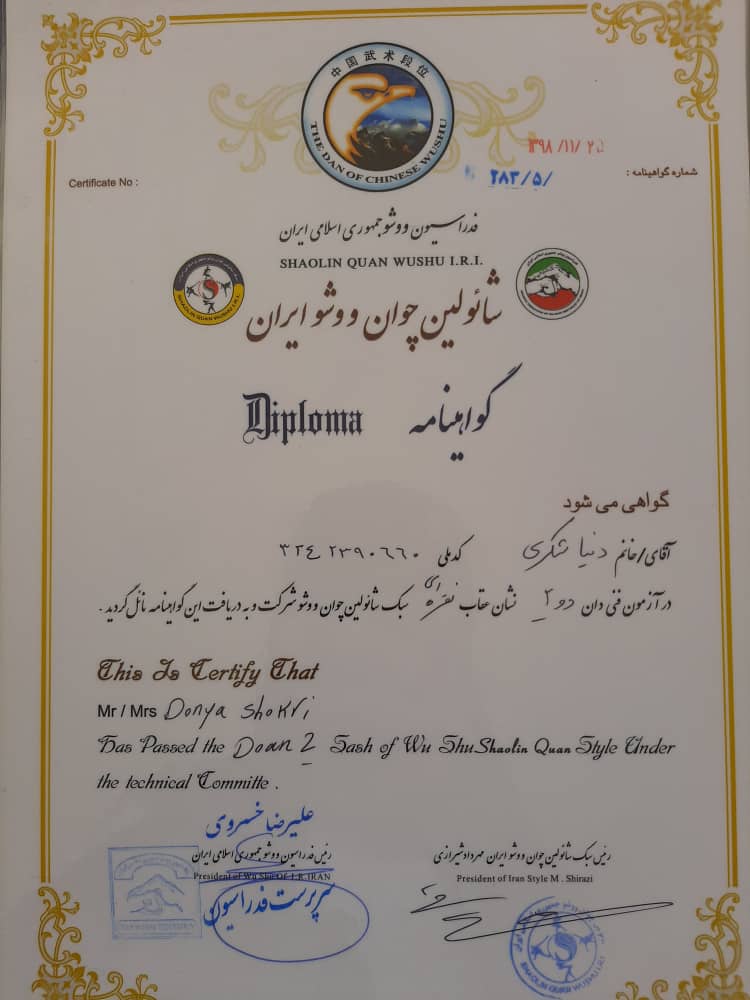 中国武术段位
THE DAN OF CHINESE WUSHU
۱۳۹۸/۱۱/۲۵
شماره گواهینامه :
۲۸۳/۵/
Certificate No :
فدراسیون ووشو جمهوری اسلامی ایران
SHAOLIN QUAN WUSHU I.R.I.
SHAOLIN QUAN WUSHU I.R.I.
شائولین چوان ووشو ایران
Diploma گواهینامه
گواهی می شود
آقای/خانم دنیا شکری کد ملی ۳۲۴۲۳۹۰۶۶۰
در آزمون فنی دان دو ۲ نشان عقاب نقره ای سبک شائولین چوان ووشو شرکت و به دریافت این گواهینامه نائل گردید .
This Is Certify That
Mr / Mrs Donya Shokri
Has Passed the Doan 2 Sash of Wu Shu Shaolin Quan Style Under
the technical Committe .
علیرضا خسروی
رئیس فدراسیون ووشو جمهوری اسلامی ایران
President of Wu Shu OF I.R.IRAN
سرپرست فدراسیون
رئیس سبک شائولین چوان ووشو ایران مهرداد شیرازی
President of Iran Style M . Shirazi
SHAOLIN QUAN WUSHU I.R.I